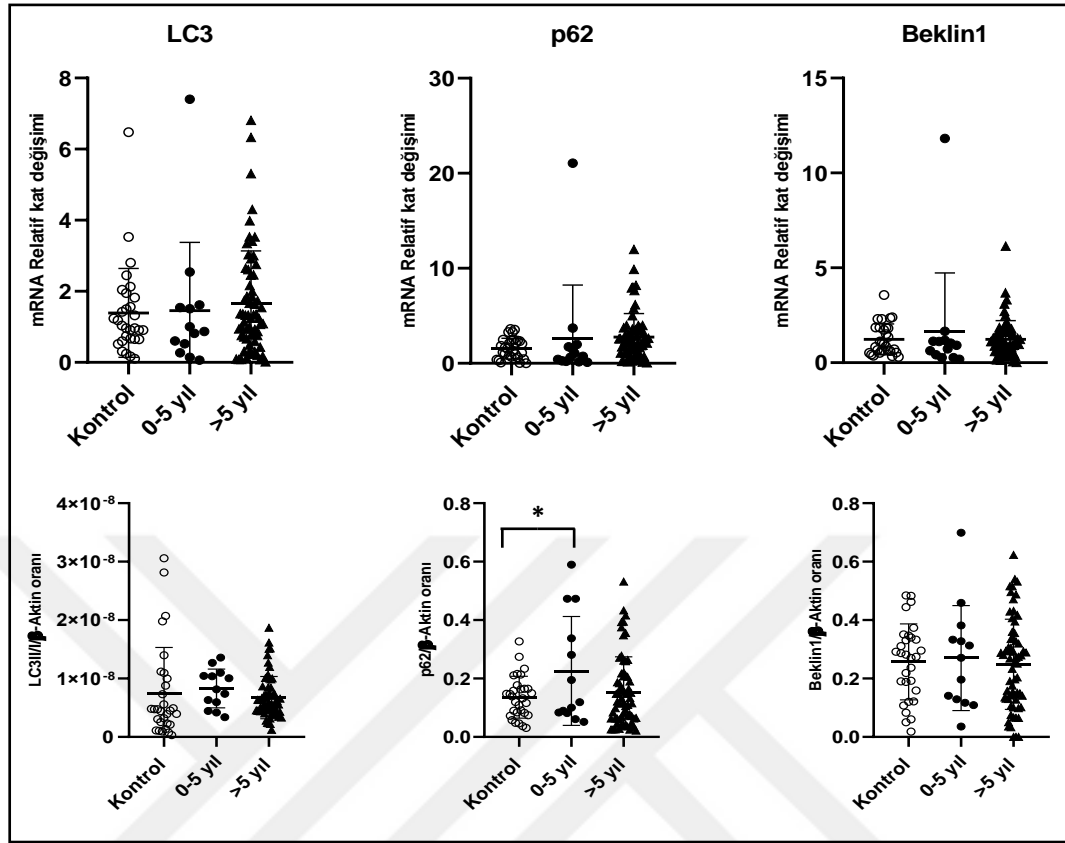 LC3
p62
Beklin1
mRNA Relatif kat değişimi
8
6
4
2
0
Kontrol
0-5 yıl
>5 yıl
mRNA Relatif kat değişimi
30
20
10
0
Kontrol
0-5 yıl
>5 yıl
mRNA Relatif kat değişimi
15
10
5
0
Kontrol
0-5 yıl
>5 yıl
LC3II/I/β-Aktin oranı
4×10⁻⁸
3×10⁻⁸
2×10⁻⁸
1×10⁻⁸
0
Kontrol
0-5 yıl
>5 yıl
p62/β-Aktin oranı
0.8
0.6
0.4
0.2
0.0
*
Kontrol
0-5 yıl
>5 yıl
Beklin1/β-Aktin oranı
0.8
0.6
0.4
0.2
0.0
Kontrol
0-5 yıl
>5 yıl